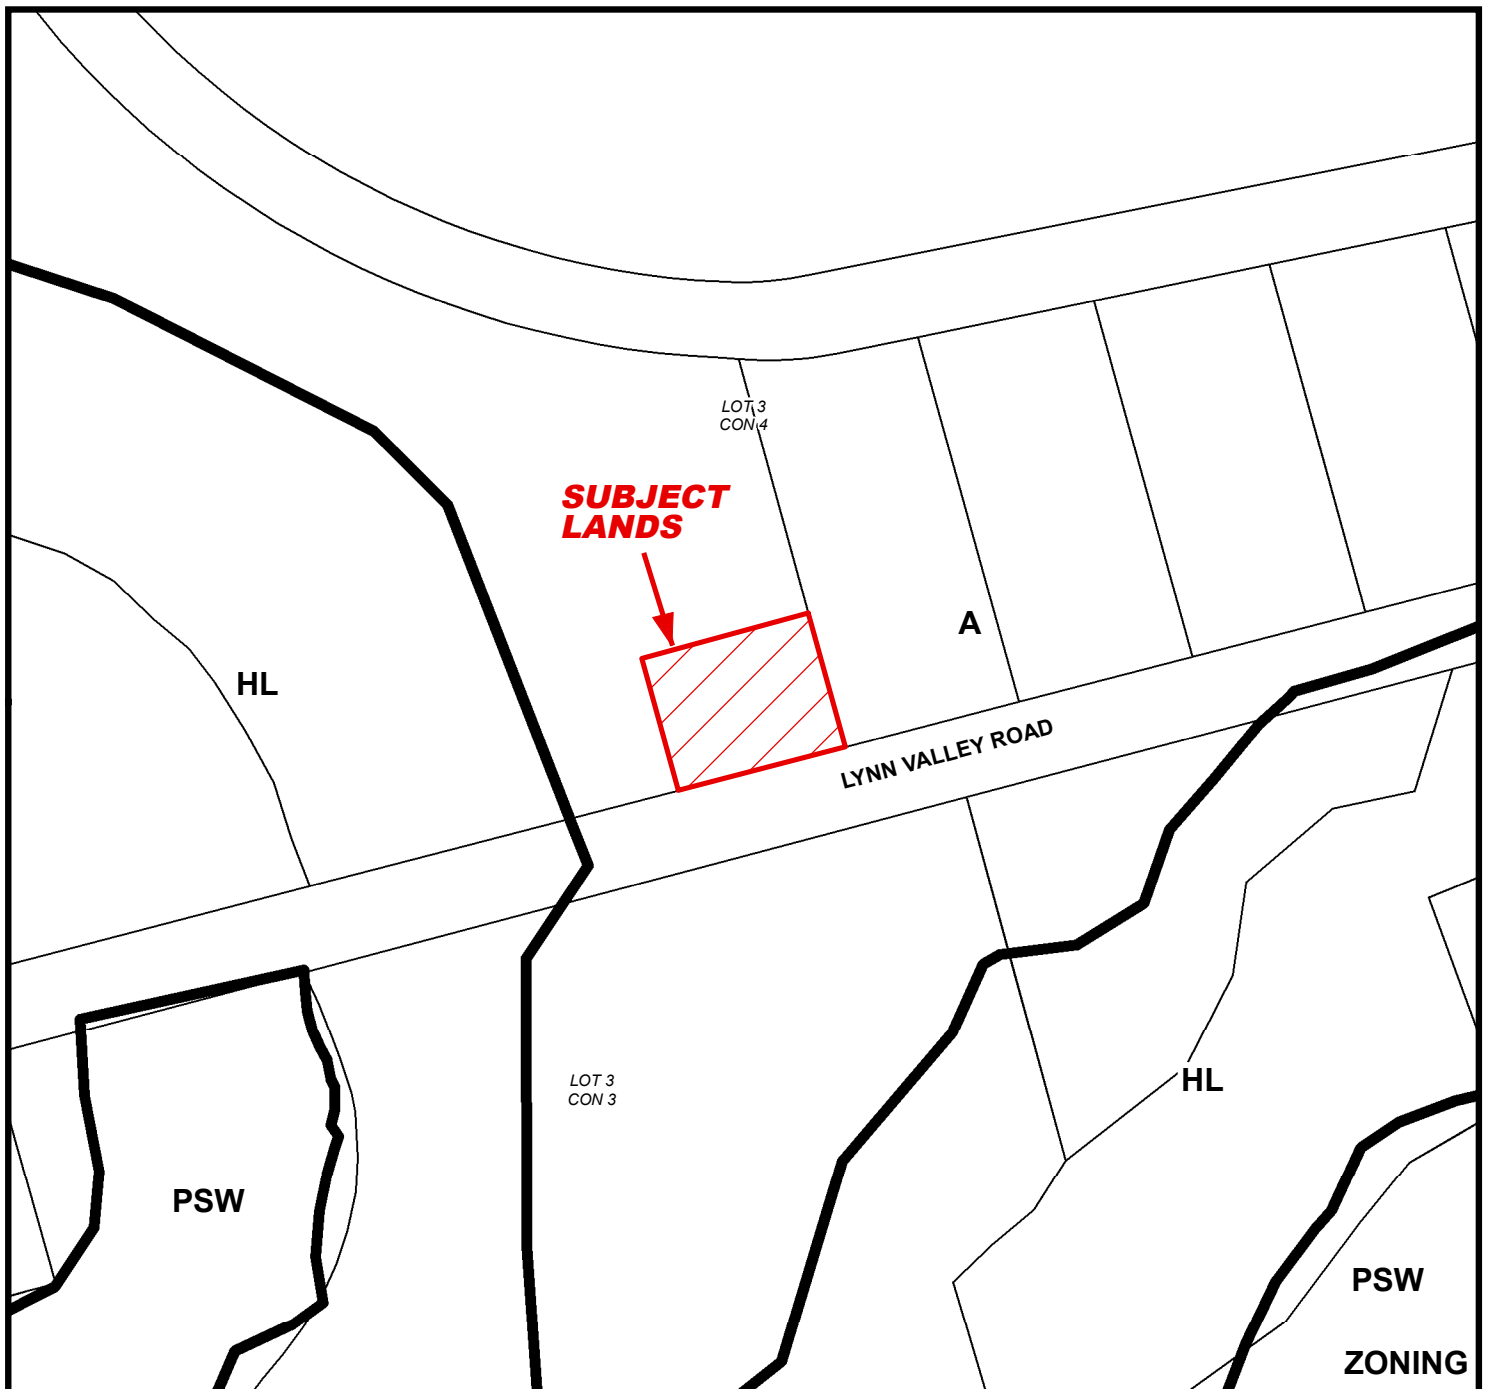 LOT 3
CON 4
SUBJECT
LANDS
A
HL
LYNN VALLEY ROAD
LOT 3
CON 3
HL
PSW
PSW
ZONING